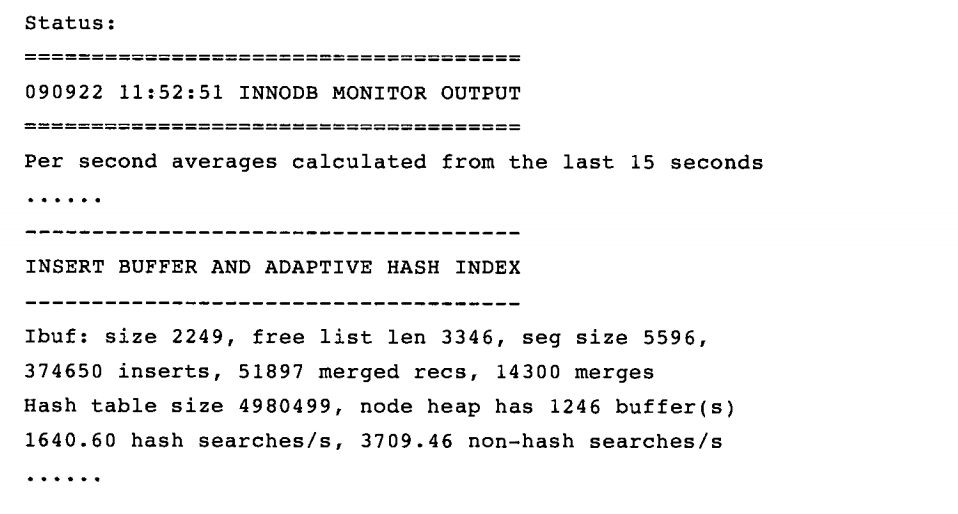 Status:
=====================================
090922 11:52:51 INNODB MONITOR OUTPUT
=====================================
Per second averages calculated from the last 15 seconds
......
-------------------------------------
INSERT BUFFER AND ADAPTIVE HASH INDEX
-------------------------------------
Ibuf: size 2249, free list len 3346, seg size 5596,
374650 inserts, 51897 merged recs, 14300 merges
Hash table size 4980499, node heap has 1246 buffer(s)
1640.60 hash searches/s, 3709.46 non-hash searches/s
......